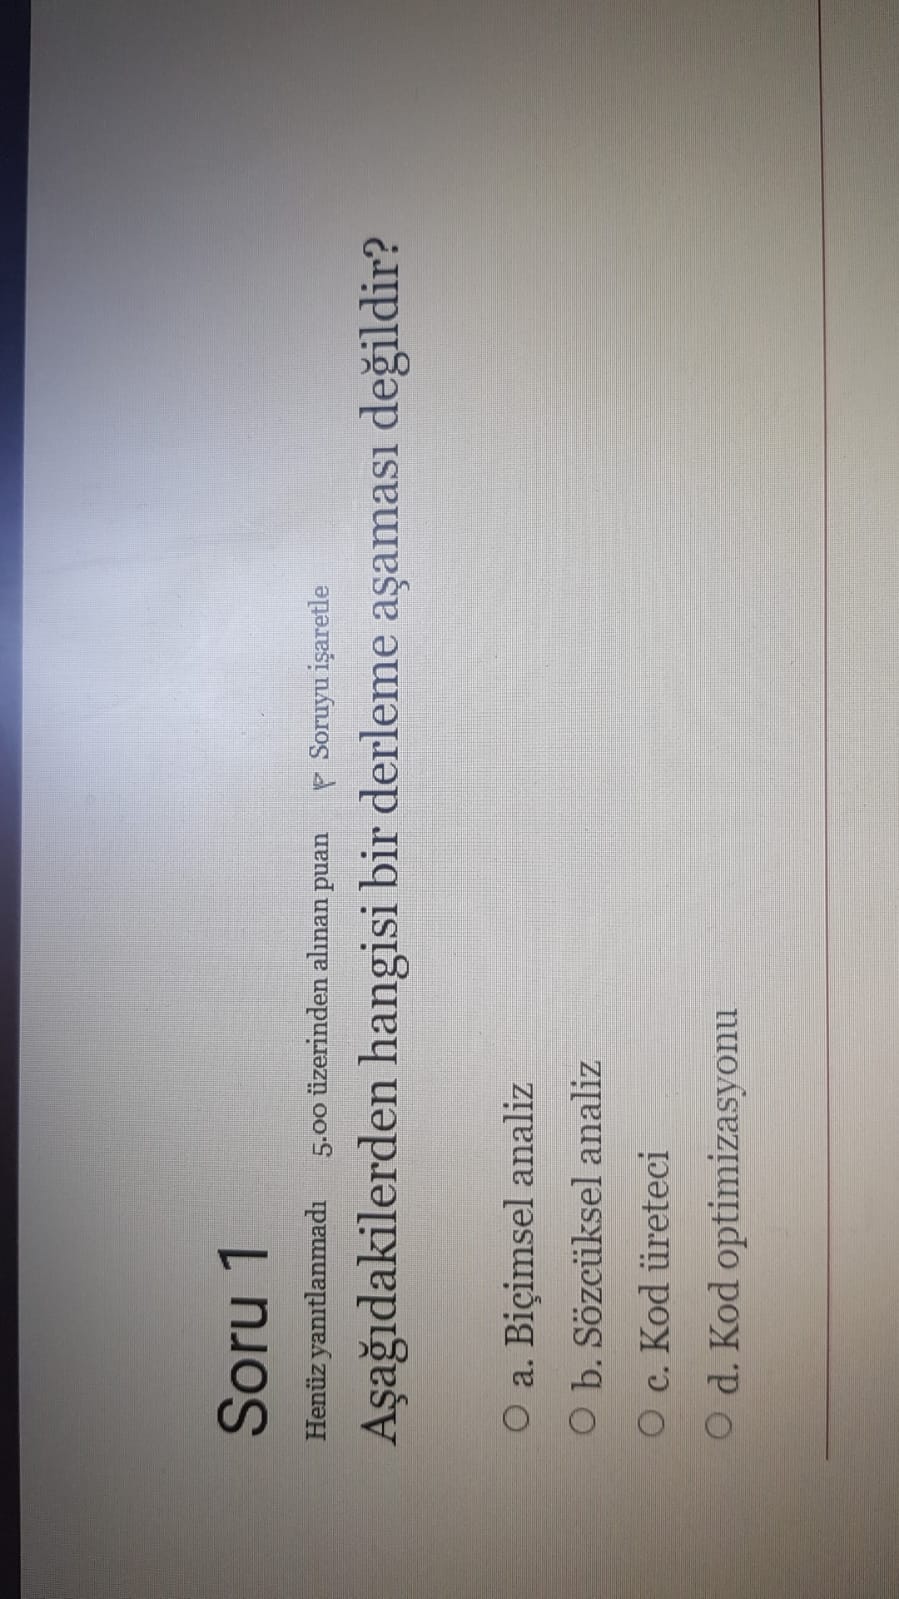 Soru 1
Henüz yanıtlanmadı 5.00 üzerinden alınan puan Soruyu işaretle
Aşağıdakilerden hangisi bir derleme aşaması değildir?
a. Biçimsel analiz
b. Sözcüksel analiz
c. Kod üreteci
d. Kod optimizasyonu